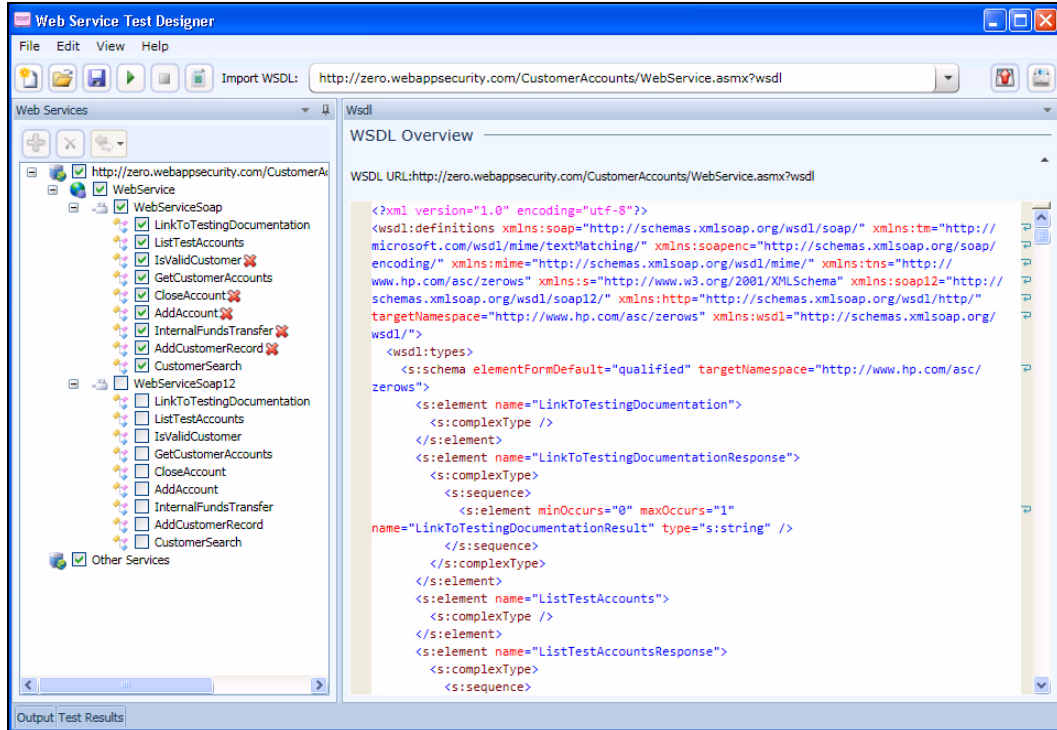 Web Service Test Designer
File Edit View Help
Import WSDL: http://zero.webappsecurity.com/CustomerAccounts/WebService.asmx?wsdl
Web Services
http://zero.webappsecurity.com/CustomerAc
WebService
WebServiceSoap
LinkToTestingDocumentation
ListTestAccounts
IsValidCustomer
GetCustomerAccounts
CloseAccount
AddAccount
InternalFundsTransfer
AddCustomerRecord
CustomerSearch
WebServiceSoap12
LinkToTestingDocumentation
ListTestAccounts
IsValidCustomer
GetCustomerAccounts
CloseAccount
AddAccount
InternalFundsTransfer
AddCustomerRecord
CustomerSearch
Other Services
Wsdl
WSDL Overview
WSDL URL:http://zero.webappsecurity.com/CustomerAccounts/WebService.asmx?wsdl
<?xml version="1.0" encoding="utf-8"?>
<wsdl:definitions xmlns:soap="http://schemas.xmlsoap.org/wsdl/soap/" xmlns:tm="http://
microsoft.com/wsdl/mime/textMatching/" xmlns:soapenc="http://schemas.xmlsoap.org/soap/
encoding/" xmlns:mime="http://schemas.xmlsoap.org/wsdl/mime/" xmlns:tns="http://
www.hp.com/asc/zerows" xmlns:s="http://www.w3.org/2001/XMLSchema" xmlns:soap12="http://
schemas.xmlsoap.org/wsdl/soap12/" xmlns:http="http://schemas.xmlsoap.org/wsdl/http/"
targetNamespace="http://www.hp.com/asc/zerows" xmlns:wsdl="http://schemas.xmlsoap.org/
wsdl/">
<wsdl:types>
<s:schema elementFormDefault="qualified" targetNamespace="http://www.hp.com/asc/
zerows">
<s:element name="LinkToTestingDocumentation">
<s:complexType />
</s:element>
<s:element name="LinkToTestingDocumentationResponse">
<s:complexType>
<s:sequence>
<s:element minOccurs="0" maxOccurs="1"
name="LinkToTestingDocumentationResult" type="s:string" />
</s:sequence>
</s:complexType>
</s:element>
<s:element name="ListTestAccounts">
<s:complexType />
</s:element>
<s:element name="ListTestAccountsResponse">
<s:complexType>
<s:sequence>
Output Test Results